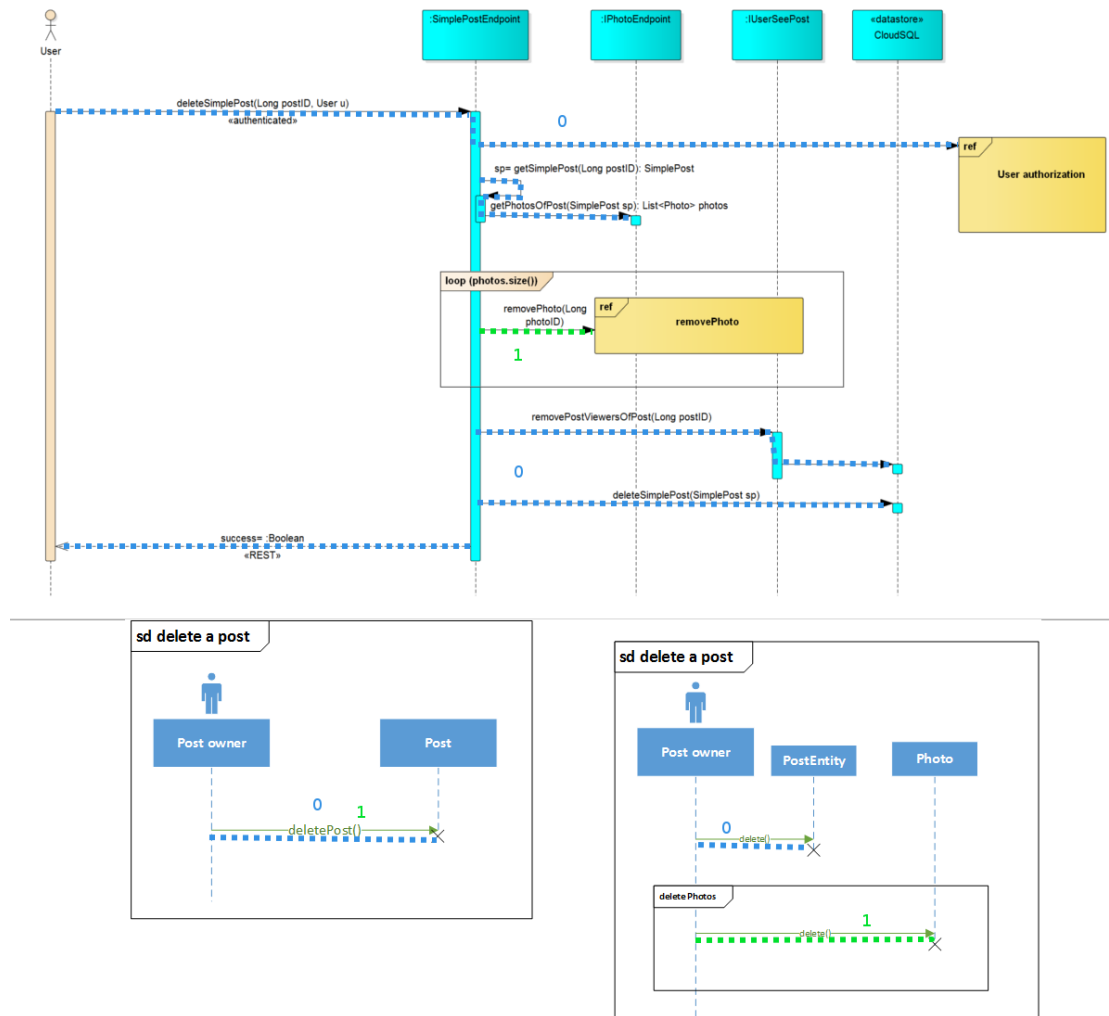 :SimplePostEndpoint
:IPhotoEndpoint
:IUserSeePost
«datastore»
CloudSQL
User
deleteSimplePost(Long postID, User u)
«authenticated»
0
ref
User authorization
sp= getSimplePost(Long postID): SimplePost
getPhotosOfPost(SimplePost sp): List<Photo> photos
loop (photos.size())
removePhoto(Long
photoID)
ref
removePhoto
1
removePostViewersOfPost(Long postID)
0
deleteSimplePost(SimplePost sp)
success= :Boolean
«REST»
sd delete a post
Post owner
Post
0
1
deletePost()
sd delete a post
Post owner
PostEntity
Photo
0
delete()
delete Photos
1
delete()